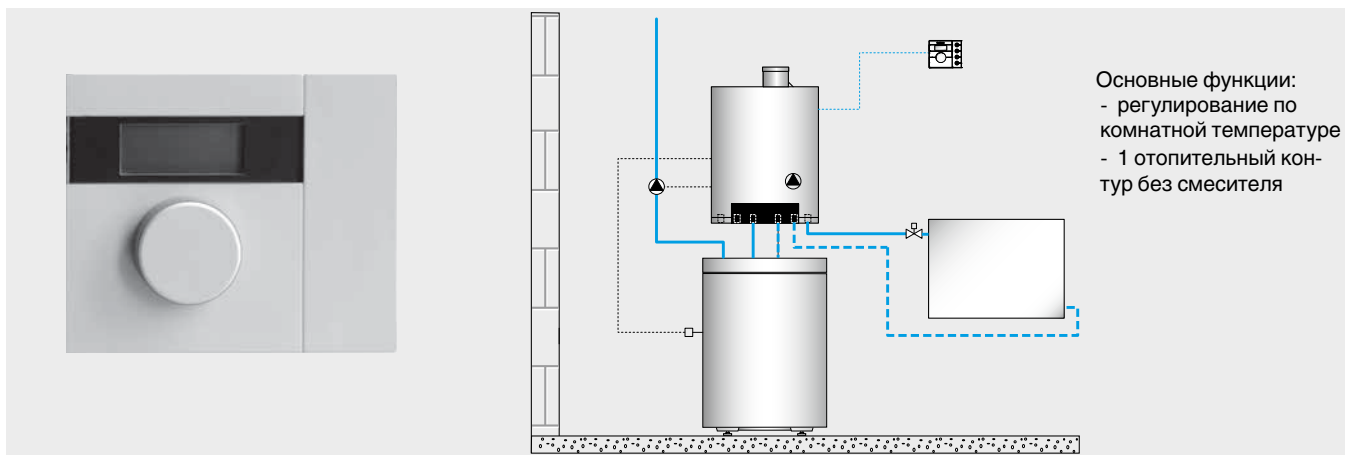 Основные функции:
- регулирование по
комнатной температуре
- 1 отопительный кон-
тур без смесителя